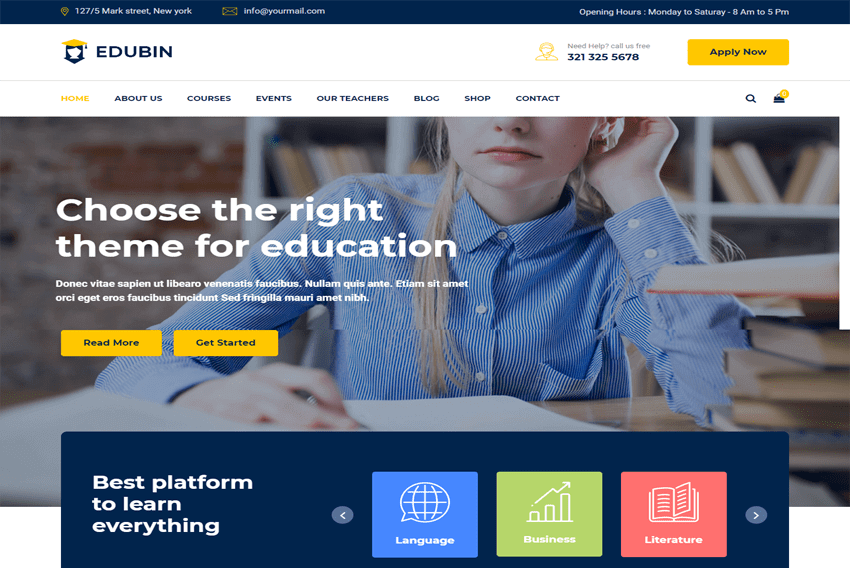 127/5 Mark street, New york
info@yourmail.com
Opening Hours : Monday to Saturay - 8 Am to 5 Pm
EDUBIN
Need Help? call us free
321 325 5678
Apply Now
HOME
ABOUT US
COURSES
EVENTS
OUR TEACHERS
BLOG
SHOP
CONTACT
0
Choose the right
theme for education
Donec vitae sapien ut libearo venenatis faucibus. Nullam quis ante. Etiam sit amet
orci eget eros faucibus tincidunt Sed fringilla mauri amet nibh.
Read More
Get Started
Best platform
to learn
everything
Language
Business
Literature